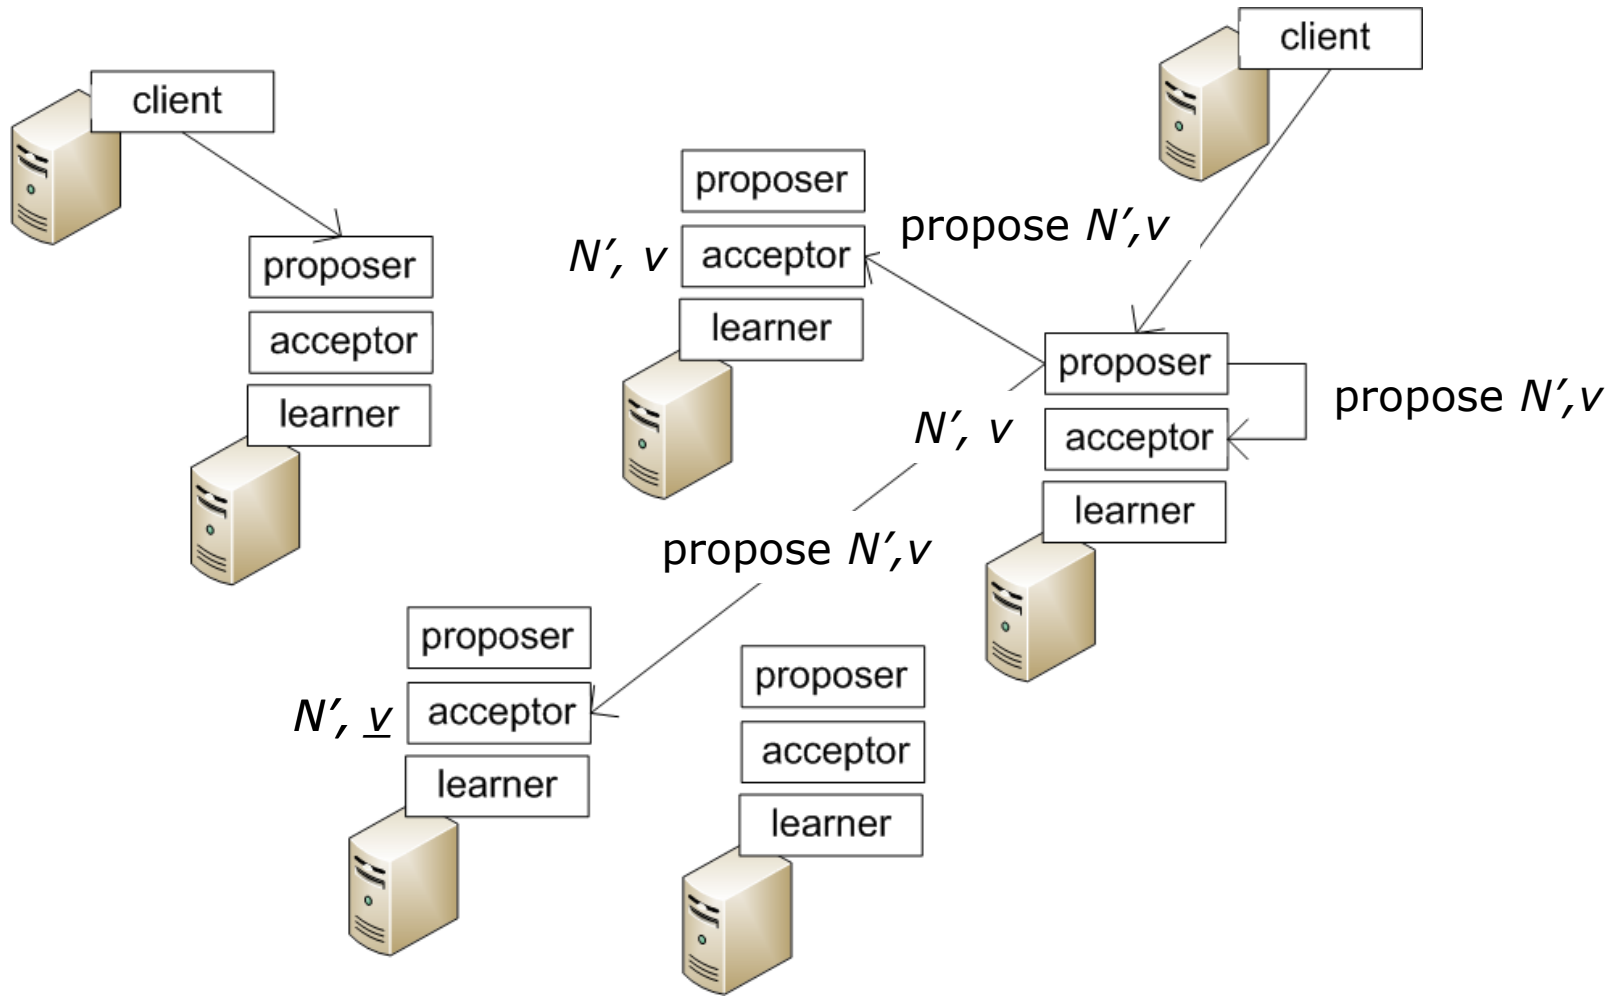 client
client
proposer
propose N′,v
N′, v acceptor
learner
proposer
acceptor
learner
proposer
propose N′,v
N′, v acceptor
learner
propose N′,v
proposer
N′, v acceptor
learner
proposer
acceptor
learner